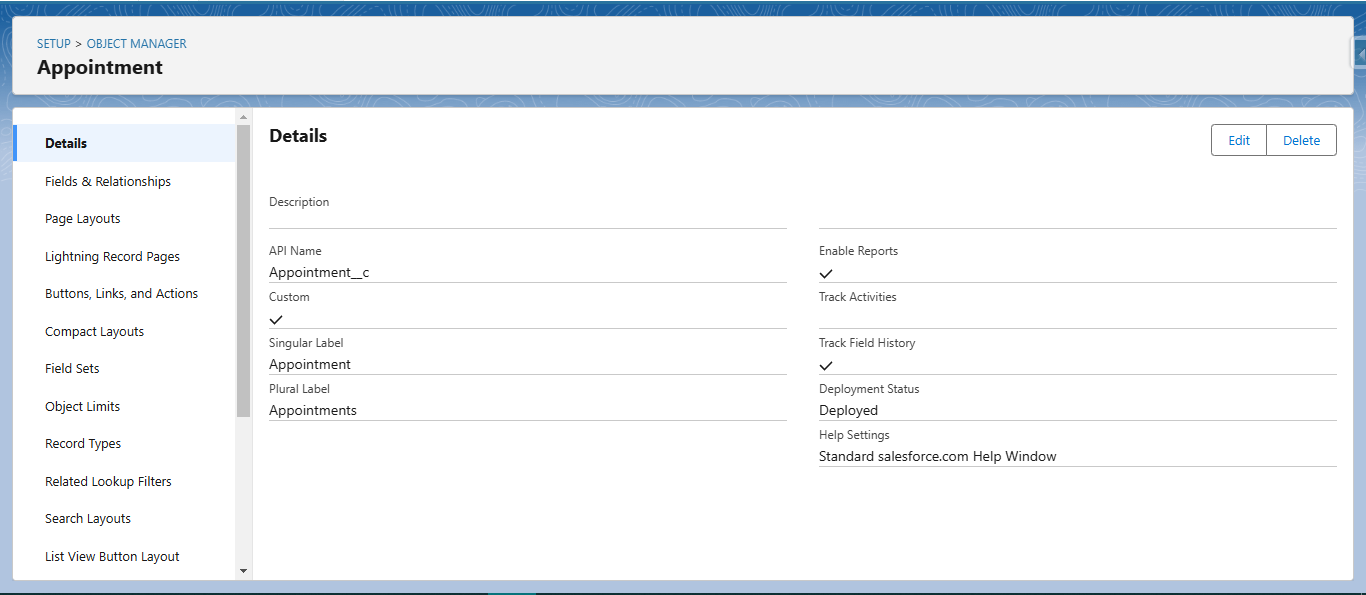 SETUP > OBJECT MANAGER
Appointment
Details
Fields & Relationships
Page Layouts
Lightning Record Pages
Buttons, Links, and Actions
Compact Layouts
Field Sets
Object Limits
Record Types
Related Lookup Filters
Search Layouts
List View Button Layout
Details
Edit
Delete
Description
API Name
Appointment__c
Custom
Singular Label
Appointment
Plural Label
Appointments
Enable Reports
Track Activities
Track Field History
Deployment Status
Deployed
Help Settings
Standard salesforce.com Help Window